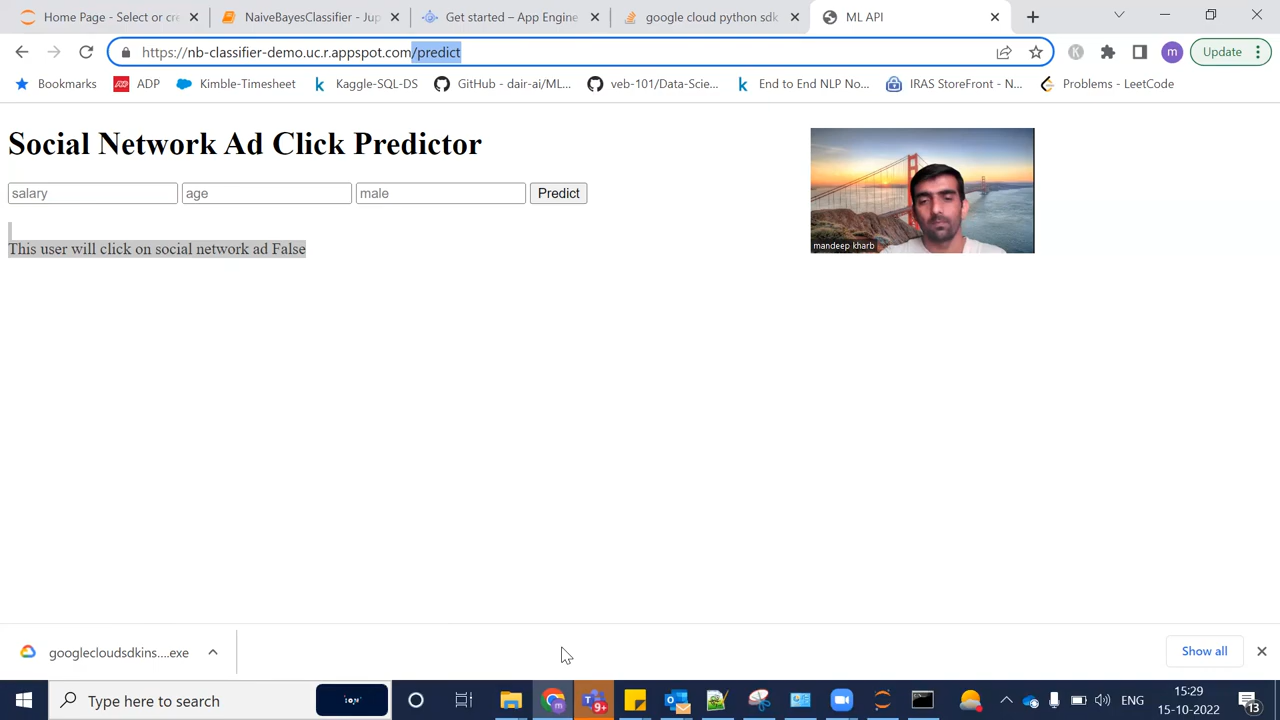 Home Page - Select or cre
NaiveBayesClassifier - Jup
Get started – App Engine
google cloud python sdk
ML API
https://nb-classifier-demo.uc.r.appspot.com/predict
K
m
Update
Bookmarks
ADP
Kimble-Timesheet
Kaggle-SQL-DS
GitHub - dair-ai/ML...
veb-101/Data-Scie...
End to End NLP No...
IRAS StoreFront - N...
Problems - LeetCode
Social Network Ad Click Predictor
salary
age
male
Predict
This user will click on social network ad False
mandeep kharb
googlecloudsdkins....exe
Show all
Type here to search
9+
ENG
15:29
15-10-2022
13